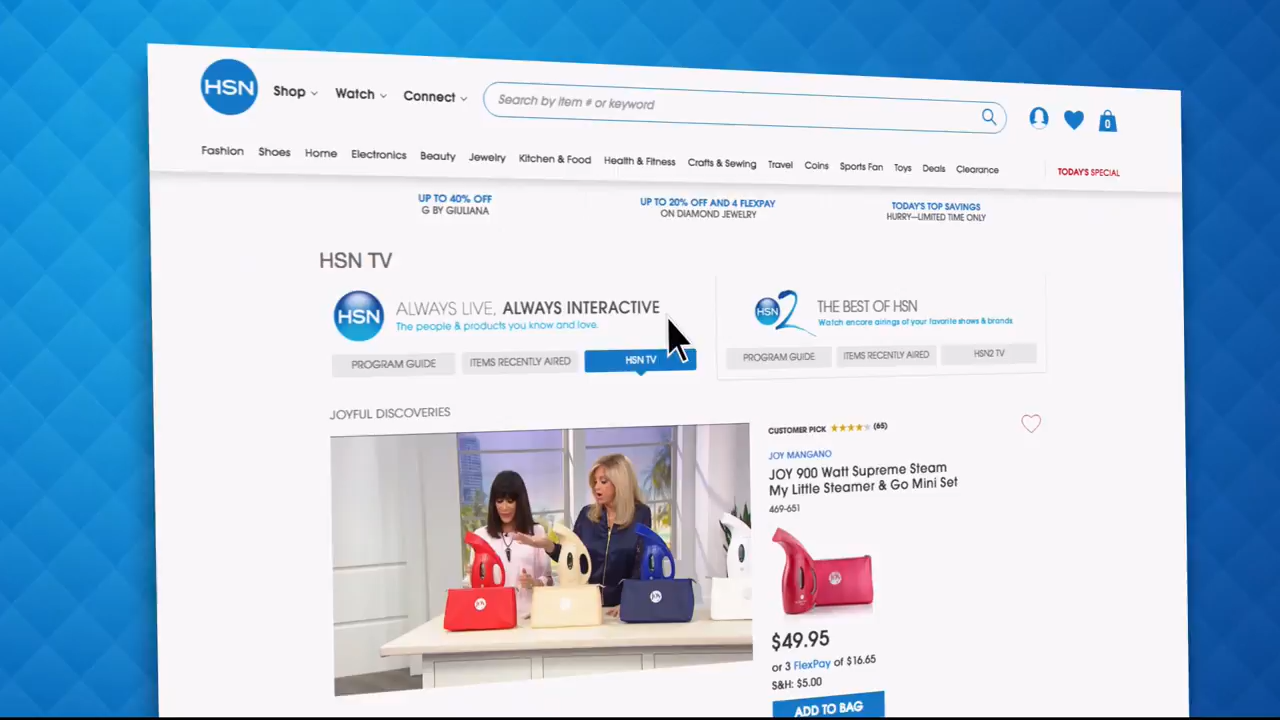 HSN
Shop
Watch
Connect
Search by item # or keyword
0
Fashion
Shoes
Home
Electronics
Beauty
Jewelry
Kitchen & Food
Health & Fitness
Crafts & Sewing
Travel
Coins
Sports Fan
Toys
Deals
Clearance
TODAY'S SPECIAL
UP TO 40% OFF
G BY GIULIANA
UP TO 20% OFF AND 4 FLEXPAY
ON DIAMOND JEWELRY
TODAY'S TOP SAVINGS
HURRY—LIMITED TIME ONLY
HSN TV
HSN
ALWAYS LIVE, ALWAYS INTERACTIVE
The people & products you know and love.
PROGRAM GUIDE
ITEMS RECENTLY AIRED
HSN TV
HSN 2
THE BEST OF HSN
Watch encore airings of your favorite shows & brands.
PROGRAM GUIDE
ITEMS RECENTLY AIRED
HSN2 TV
JOYFUL DISCOVERIES
CUSTOMER PICK (65)
JOY MANGANO
JOY 900 Watt Supreme Steam
My Little Steamer & Go Mini Set
469-651
JOY
JOY
JOY
$49.95
or 3 FlexPay of $16.65
S&H: $5.00
ADD TO BAG